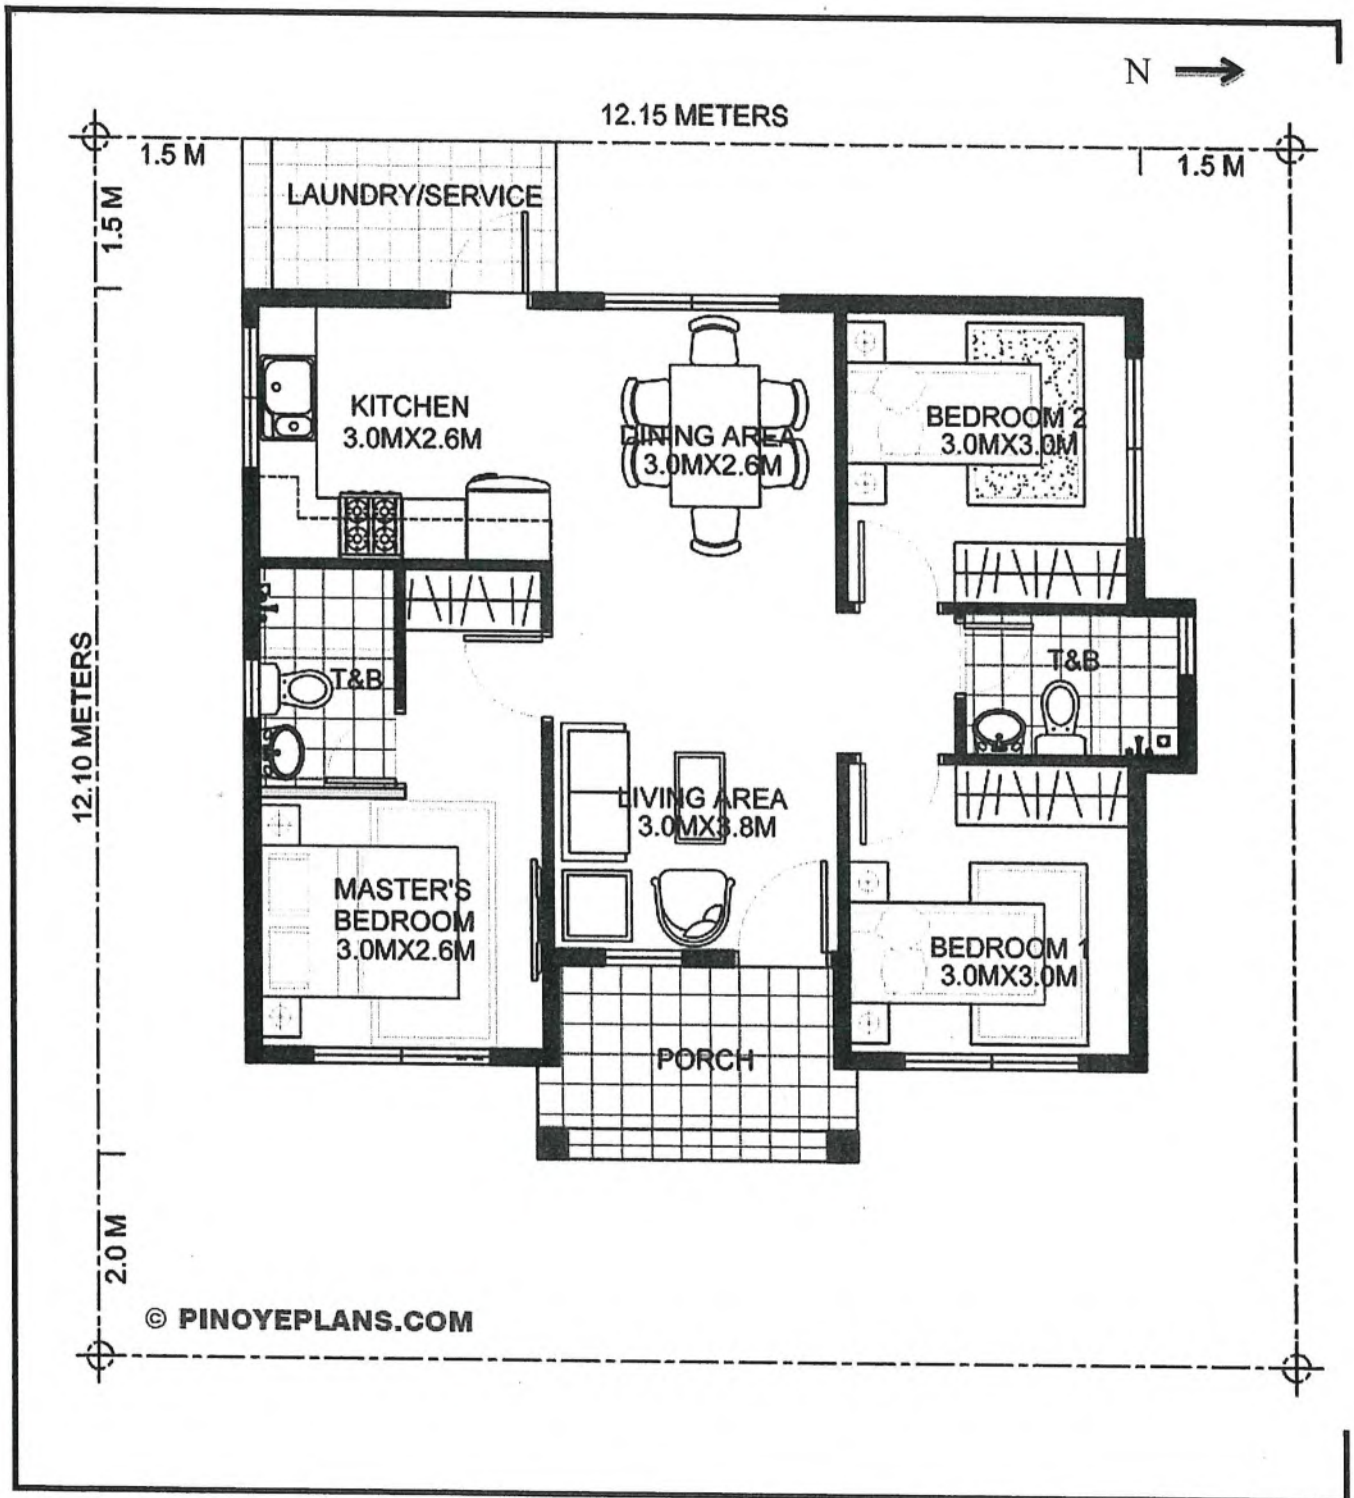 N
12.15 METERS
1.5 M
1.5 M
1.5 M
LAUNDRY/SERVICE
KITCHEN
3.0MX2.6M
DINING AREA
3.0MX2.6M
BEDROOM 2
3.0MX3.0M
T&B
T&B
12.10 METERS
LIVING AREA
3.0MX3.8M
MASTER'S
BEDROOM
3.0MX2.6M
BEDROOM 1
3.0MX3.0M
PORCH
2.0 M
© PINOYEPLANS.COM